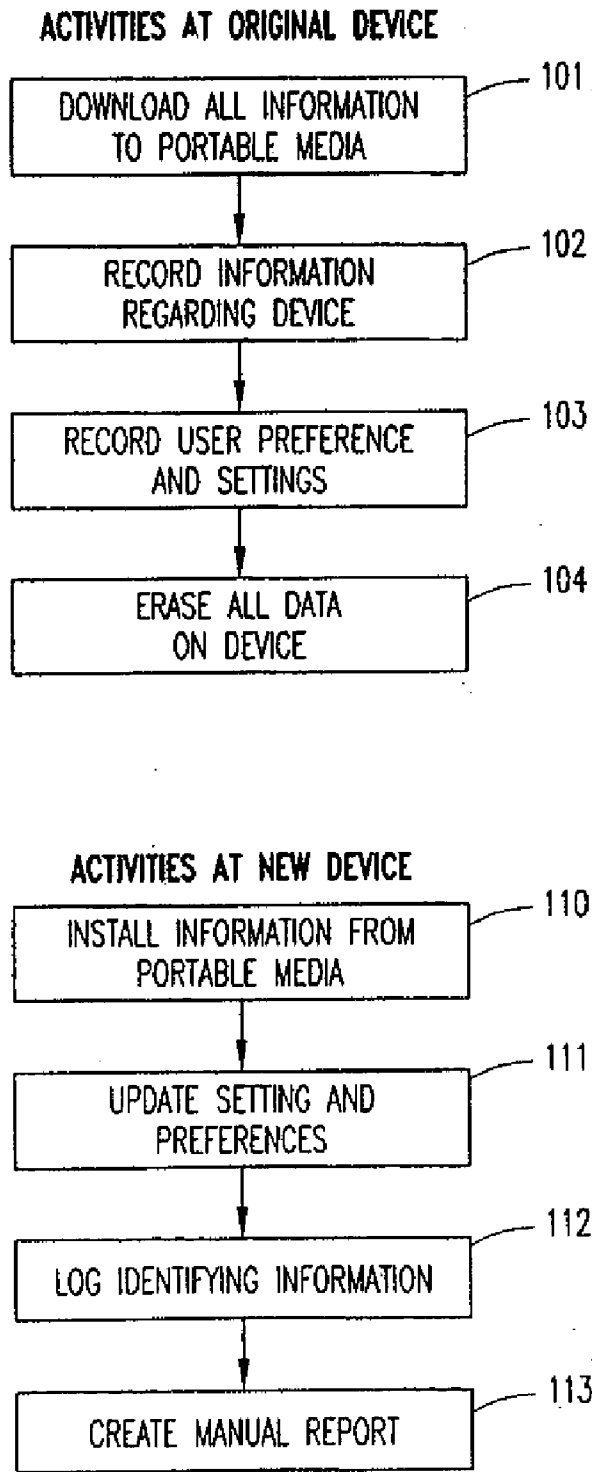 ACTIVITIES AT ORIGINAL DEVICE
101
DOWNLOAD ALL INFORMATION
TO PORTABLE MEDIA
102
RECORD INFORMATION
REGARDING DEVICE
103
RECORD USER PREFERENCE
AND SETTINGS
104
ERASE ALL DATA
ON DEVICE
ACTIVITIES AT NEW DEVICE
110
INSTALL INFORMATION FROM
PORTABLE MEDIA
111
UPDATE SETTING AND
PREFERENCES
112
LOG IDENTIFYING INFORMATION
113
CREATE MANUAL REPORT